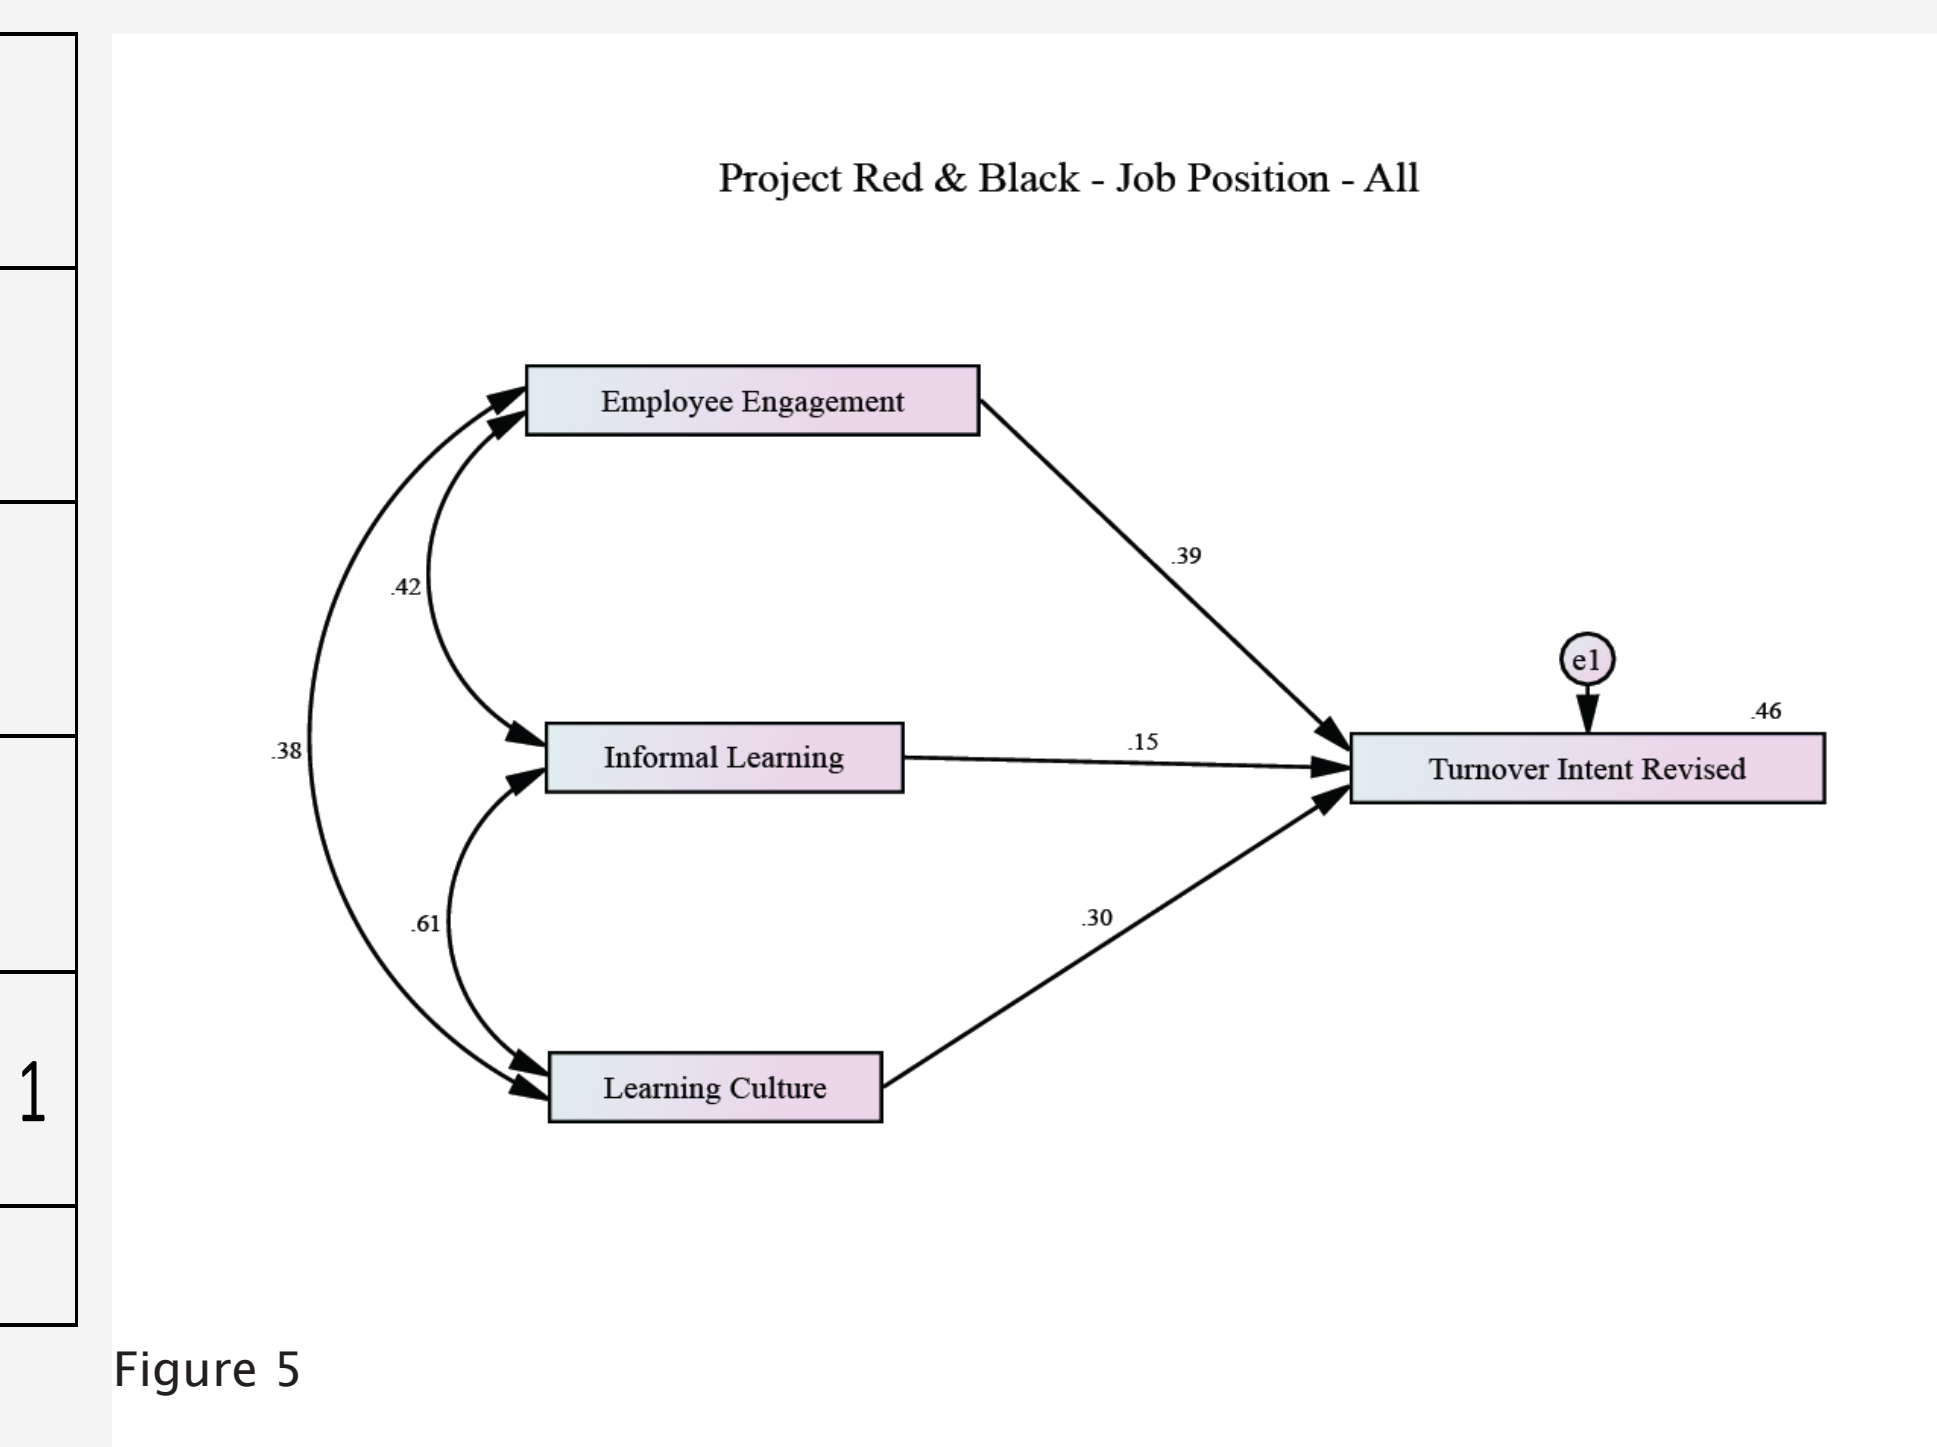 Project Red & Black - Job Position - All
Employee Engagement
.39
.42
e1
.46
.38
Informal Learning
.15
Turnover Intent Revised
.61
.30
Learning Culture
1
Figure 5